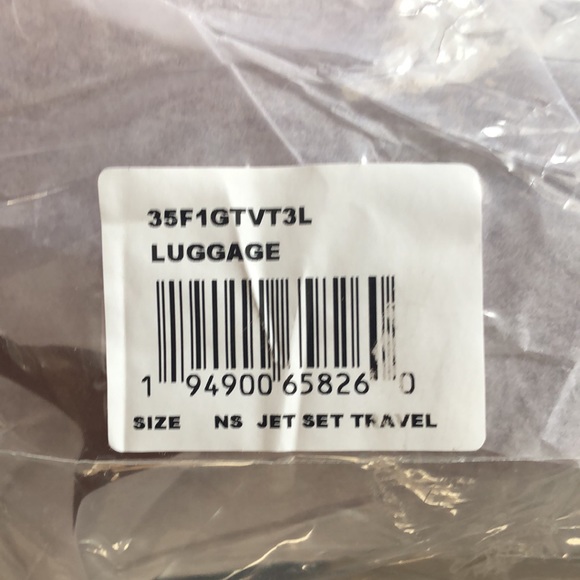 35F1GTVT3L
LUGGAGE
1 94900 65826 0
SIZE NS JET SET TRAVEL